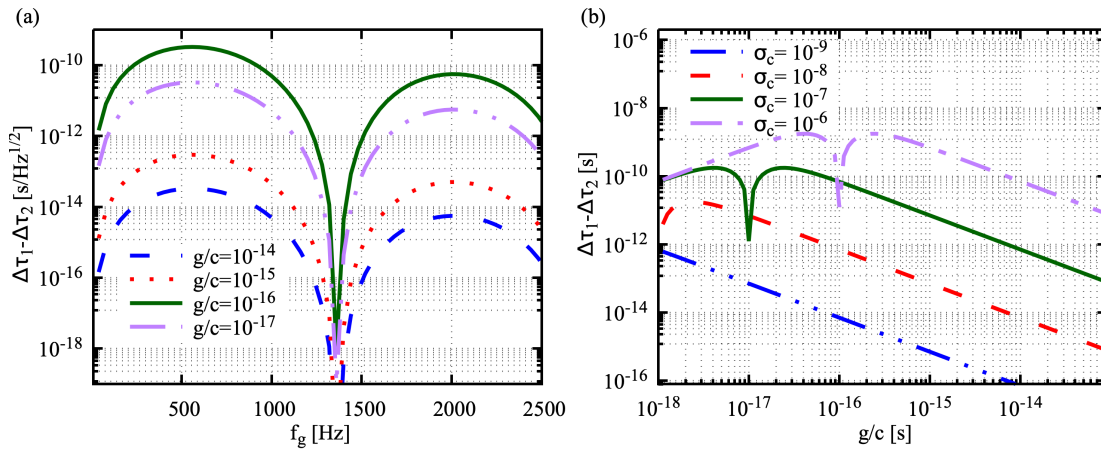 (a)
10⁻¹⁰
10⁻¹²
10⁻¹⁴
10⁻¹⁶
10⁻¹⁸
Δτ₁-Δτ₂ [s/Hz¹ᐟ²]
g/c=10⁻¹⁴
g/c=10⁻¹⁵
g/c=10⁻¹⁶
g/c=10⁻¹⁷
500 1000 1500 2000 2500
f_g [Hz]
(b)
10⁻⁶
10⁻⁸
10⁻¹⁰
10⁻¹²
10⁻¹⁴
10⁻¹⁶
Δτ₁-Δτ₂ [s]
σ_c= 10⁻⁹
σ_c= 10⁻⁸
σ_c= 10⁻⁷
σ_c= 10⁻⁶
10⁻¹⁸ 10⁻¹⁷ 10⁻¹⁶ 10⁻¹⁵ 10⁻¹⁴
g/c [s]